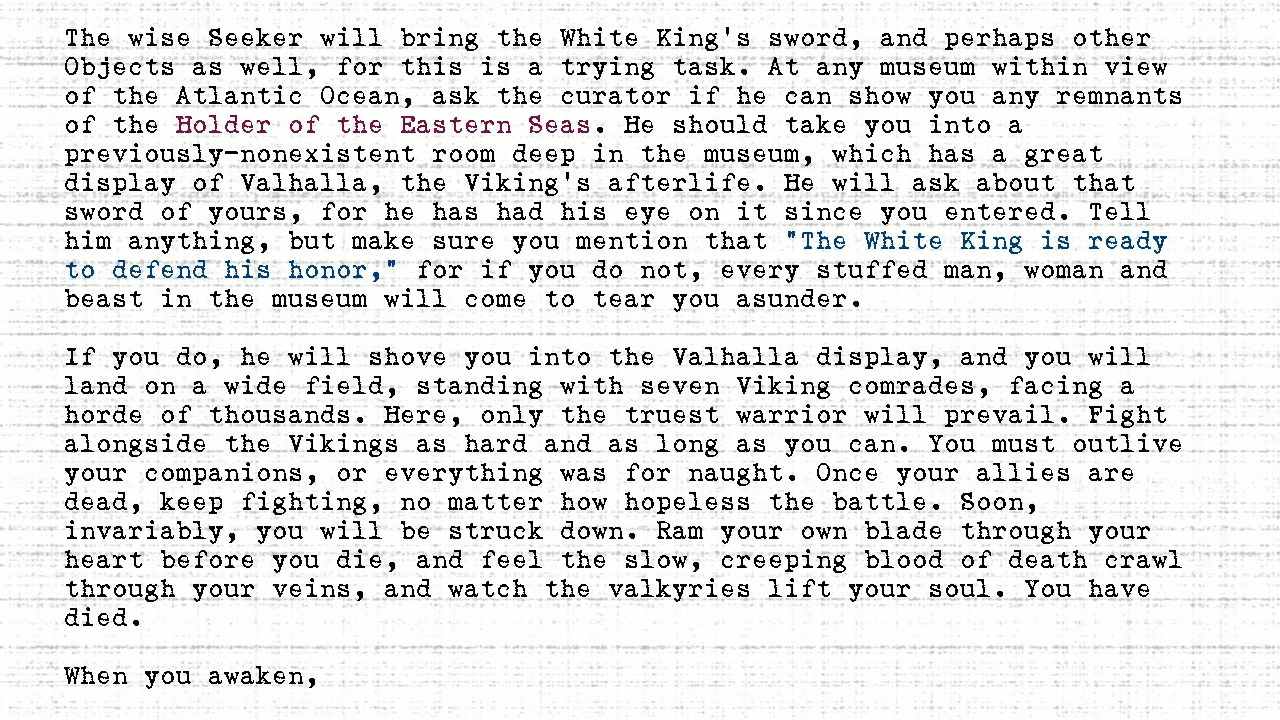 The wise Seeker will bring the White King's sword, and perhaps other
Objects as well, for this is a trying task. At any museum within view
of the Atlantic Ocean, ask the curator if he can show you any remnants
of the Holder of the Eastern Seas. He should take you into a
previously-nonexistent room deep in the museum, which has a great
display of Valhalla, the Viking's afterlife. He will ask about that
sword of yours, for he has had his eye on it since you entered. Tell
him anything, but make sure you mention that "The White King is ready
to defend his honor," for if you do not, every stuffed man, woman and
beast in the museum will come to tear you asunder.

If you do, he will shove you into the Valhalla display, and you will
land on a wide field, standing with seven Viking comrades, facing a
horde of thousands. Here, only the truest warrior will prevail. Fight
alongside the Vikings as hard and as long as you can. You must outlive
your companions, or everything was for naught. Once your allies are
dead, keep fighting, no matter how hopeless the battle. Soon,
invariably, you will be struck down. Ram your own blade through your
heart before you die, and feel the slow, creeping blood of death crawl
through your veins, and watch the valkyries lift your soul. You have
died.

When you awaken,